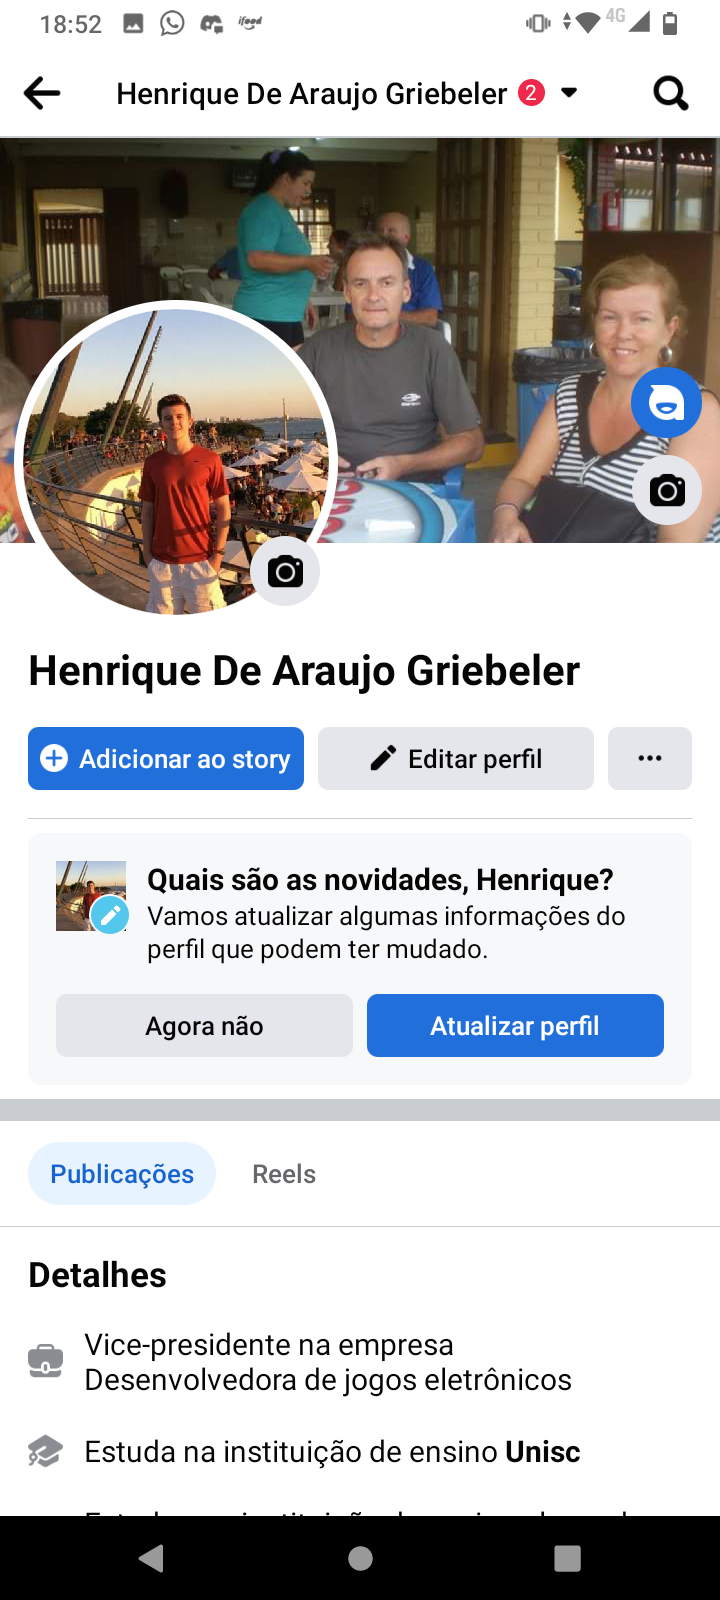 18:52
ifood
4G
Henrique De Araujo Griebeler 2
Henrique De Araujo Griebeler
Adicionar ao story
Editar perfil
Quais são as novidades, Henrique?
Vamos atualizar algumas informações do
perfil que podem ter mudado.
Agora não
Atualizar perfil
Publicações
Reels
Detalhes
Vice-presidente na empresa
Desenvolvedora de jogos eletrônicos
Estuda na instituição de ensino Unisc